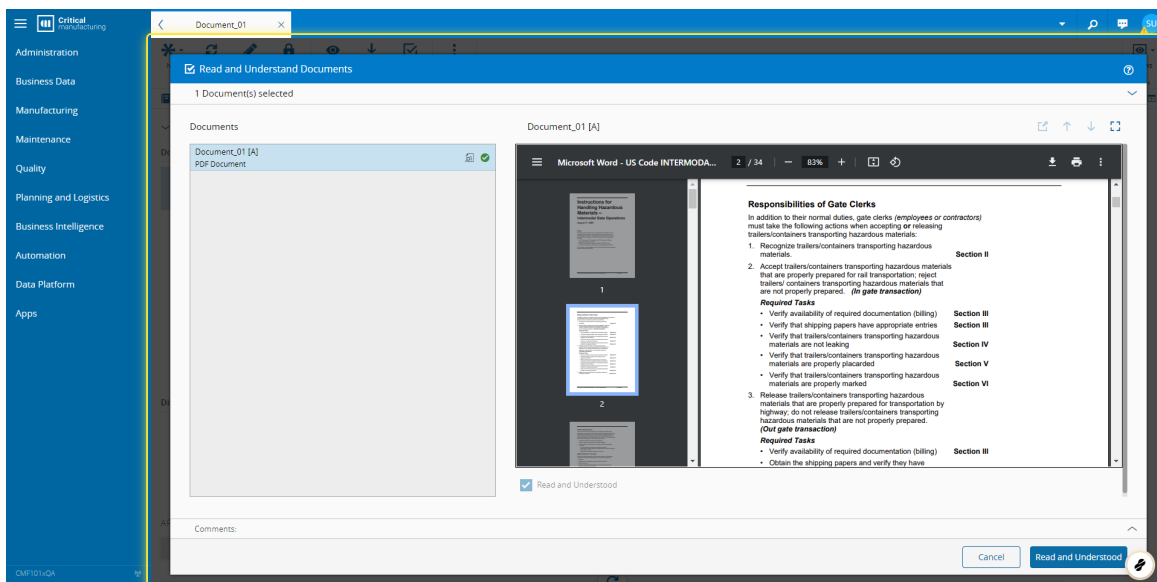 Critical
manufacturing
Document_01
SU
Administration
Business Data
Manufacturing
Maintenance
Quality
Planning and Logistics
Business Intelligence
Automation
Data Platform
Apps
CMF101xQA
Read and Understand Documents
1 Document(s) selected
Documents
Document_01 [A]
PDF Document
Document_01 [A]
Microsoft Word - US Code INTERMODA...
2 / 34
83%
Instructions for
Handling Hazardous
Materials –
Intermodal Gate Operations
1
2
Responsibilities of Gate Clerks
In addition to their normal duties, gate clerks (employees or contractors)
must take the following actions when accepting or releasing
trailers/containers transporting hazardous materials:
1. Recognize trailers/containers transporting hazardous
materials. Section II
2. Accept trailers/containers transporting hazardous materials
that are properly prepared for rail transportation; reject
trailers/ containers transporting hazardous materials that
are not properly prepared. (In gate transaction)
Required Tasks
• Verify availability of required documentation (billing) Section III
• Verify that shipping papers have appropriate entries Section III
• Verify that trailers/containers transporting hazardous
materials are not leaking Section IV
• Verify that trailers/containers transporting hazardous
materials are properly placarded Section V
• Verify that trailers/containers transporting hazardous
materials are properly marked Section VI
3. Release trailers/containers transporting hazardous
materials that are properly prepared for transportation by
highway; do not release trailers/containers transporting
hazardous materials that are not properly prepared.
(Out gate transaction)
Required Tasks
• Verify availability of required documentation (billing) Section III
• Obtain the shipping papers and verify they have
Read and Understood
Comments:
Cancel
Read and Understood